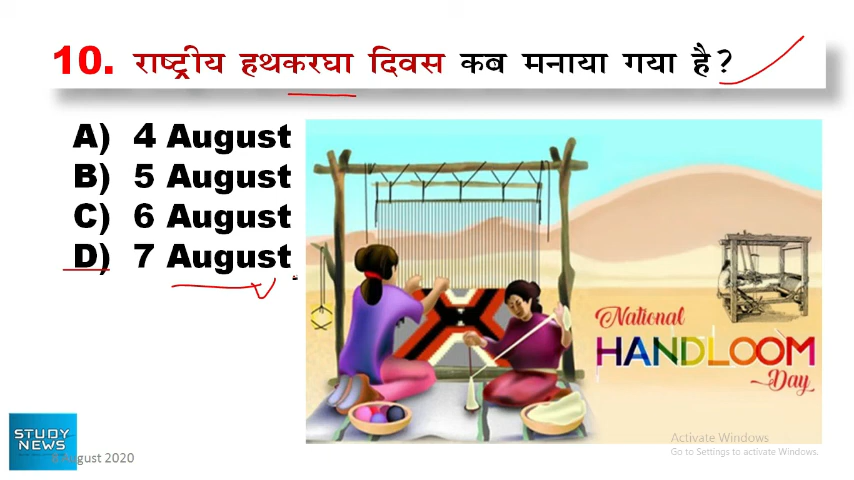 10. राष्ट्रीय हथकरघा दिवस कब मनाया गया है?
A) 4 August
B) 5 August
C) 6 August
D) 7 August
National
HANDLOOM
Day
STUDY
NEWS
August 2020
Activate Windows
Go to Settings to activate Windows.